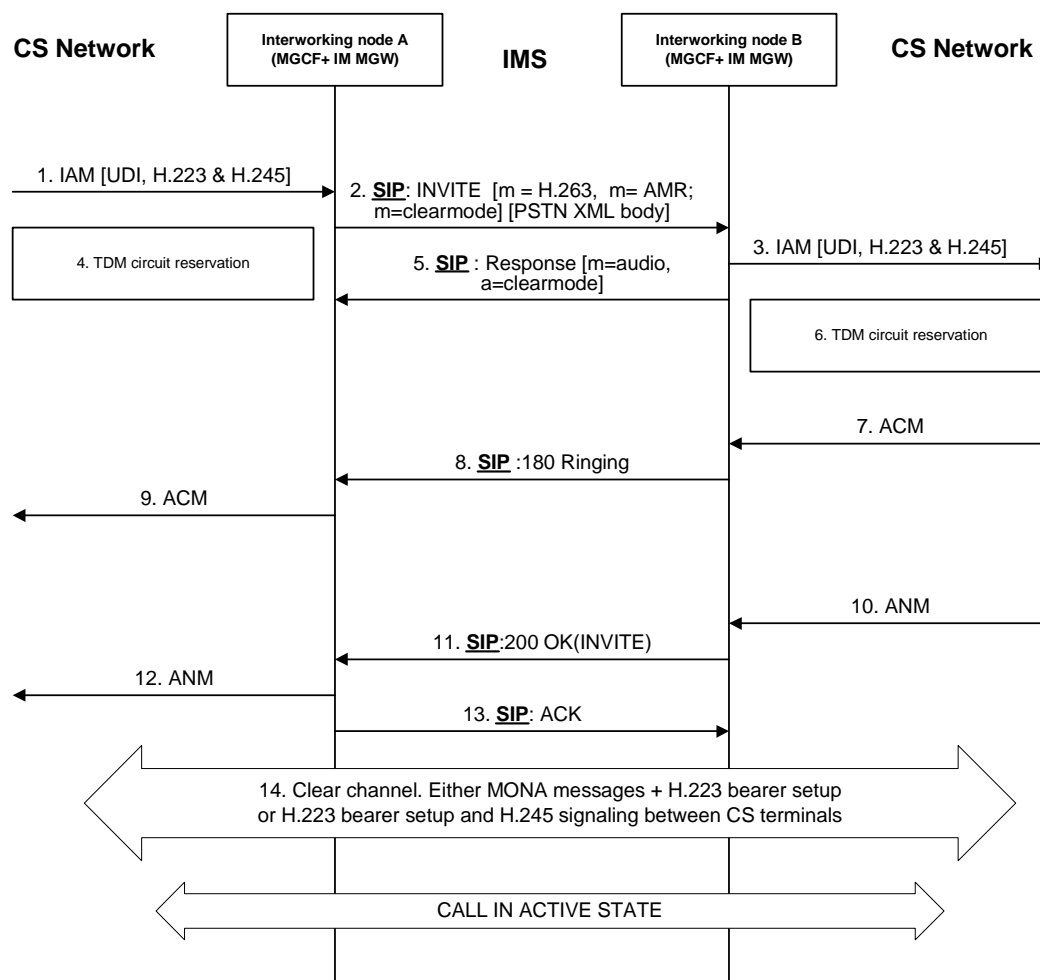 CS Network
Interworking node A
(MGCF+ IM MGW)
IMS
Interworking node B
(MGCF+ IM MGW)
CS Network
1. IAM [UDI, H.223 & H.245]
2. SIP: INVITE [m = H.263, m= AMR;
m=clearmode] [PSTN XML body]
3. IAM [UDI, H.223 & H.245]
4. TDM circuit reservation
5. SIP : Response [m=audio,
a=clearmode]
6. TDM circuit reservation
7. ACM
8. SIP :180 Ringing
9. ACM
10. ANM
11. SIP:200 OK(INVITE)
12. ANM
13. SIP: ACK
14. Clear channel. Either MONA messages + H.223 bearer setup
or H.223 bearer setup and H.245 signaling between CS terminals
CALL IN ACTIVE STATE